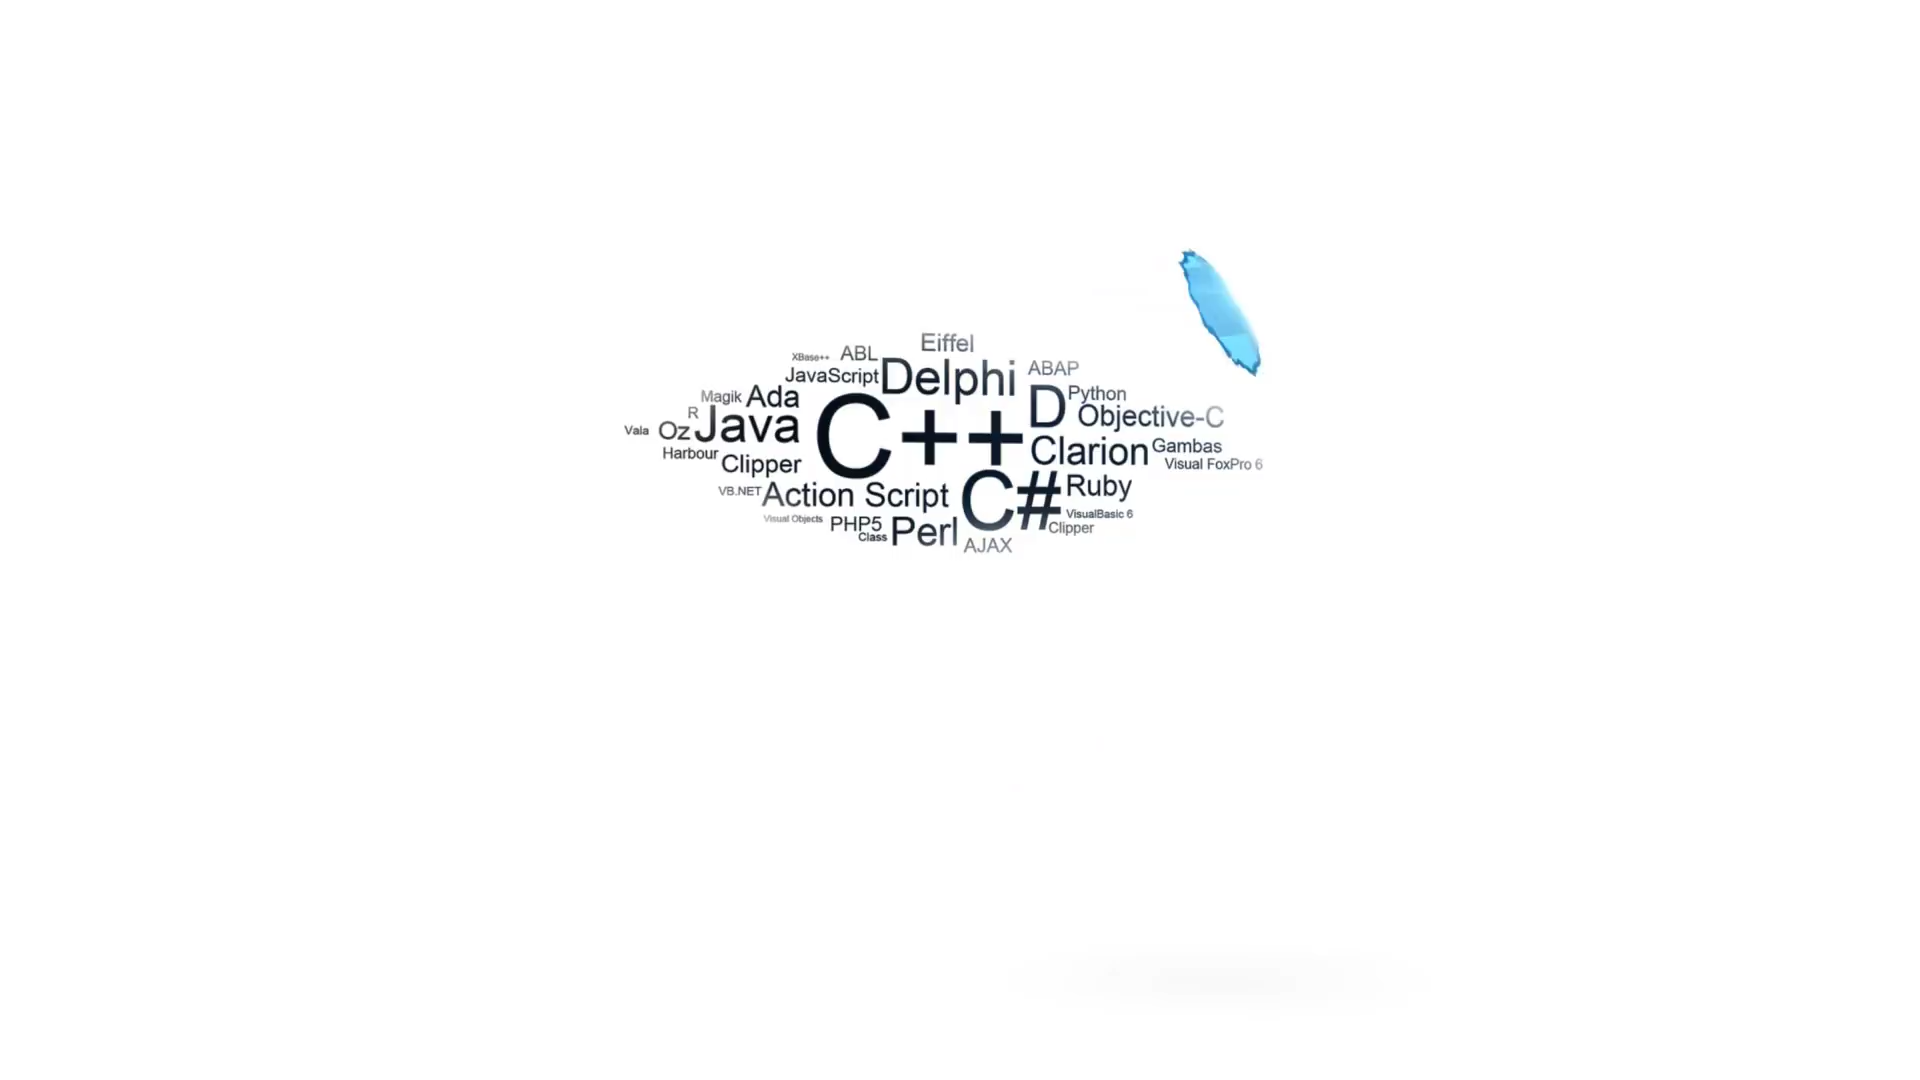 Eiffel
XBase++ ABL
JavaScript Delphi ABAP
Magik Ada D Python
R Java C++ Objective-C
Vala Oz
Harbour Clarion Gambas
Clipper Visual FoxPro 6
VB.NET Action Script C# Ruby
Visual Objects PHP5 Perl VisualBasic 6
Class Clipper
AJAX